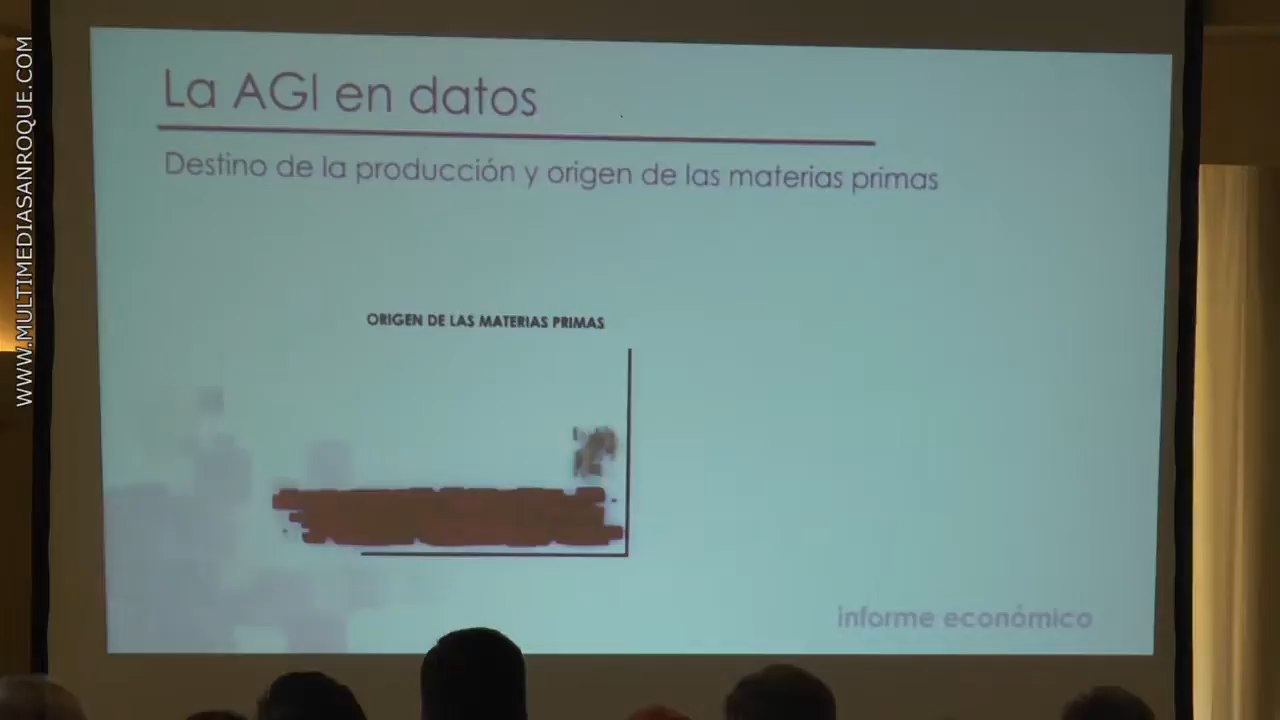 WWW.MULTIMEDIASANROQUE.COM
La AGI en datos
Destino de la producción y origen de las materias primas
ORIGEN DE LAS MATERIAS PRIMAS
informe económico